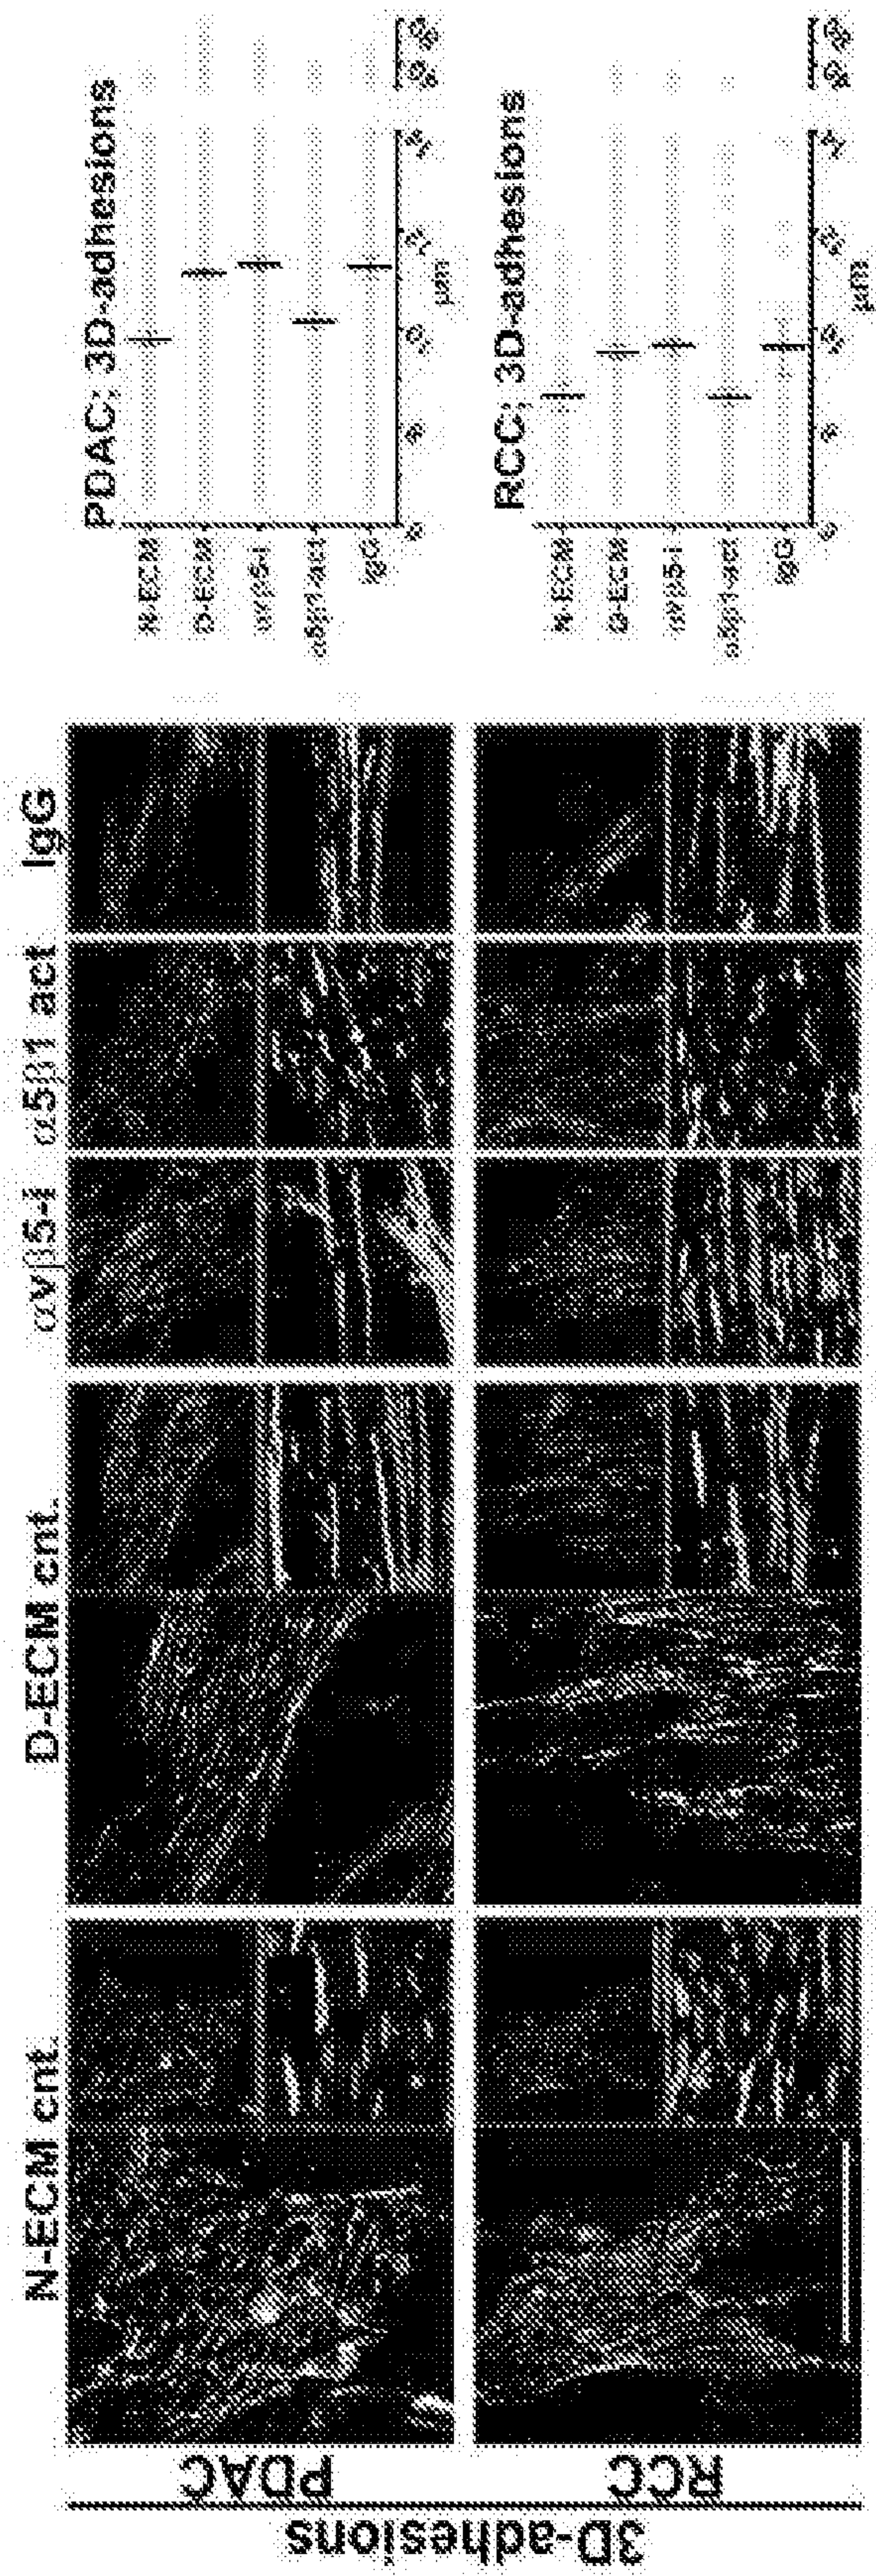 3D-adhesions
PDAC
RCC
N-ECM cnt.
D-ECM cnt.
αvβ5-i
α5β1 act
IgG
PDAC; 3D-adhesions
N-ECM
D-ECM
αvβ5-i
α5β1-act
IgG
μm
RCC; 3D-adhesions
N-ECM
D-ECM
αvβ5-i
α5β1-act
IgG
μm